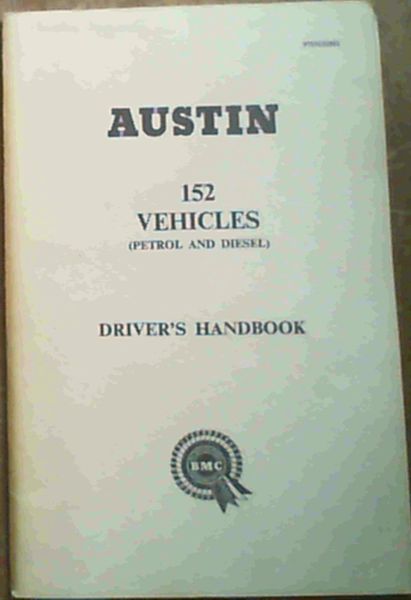 AUSTIN
152
VEHICLES
(PETROL AND DIESEL)
DRIVER'S HANDBOOK
BMC